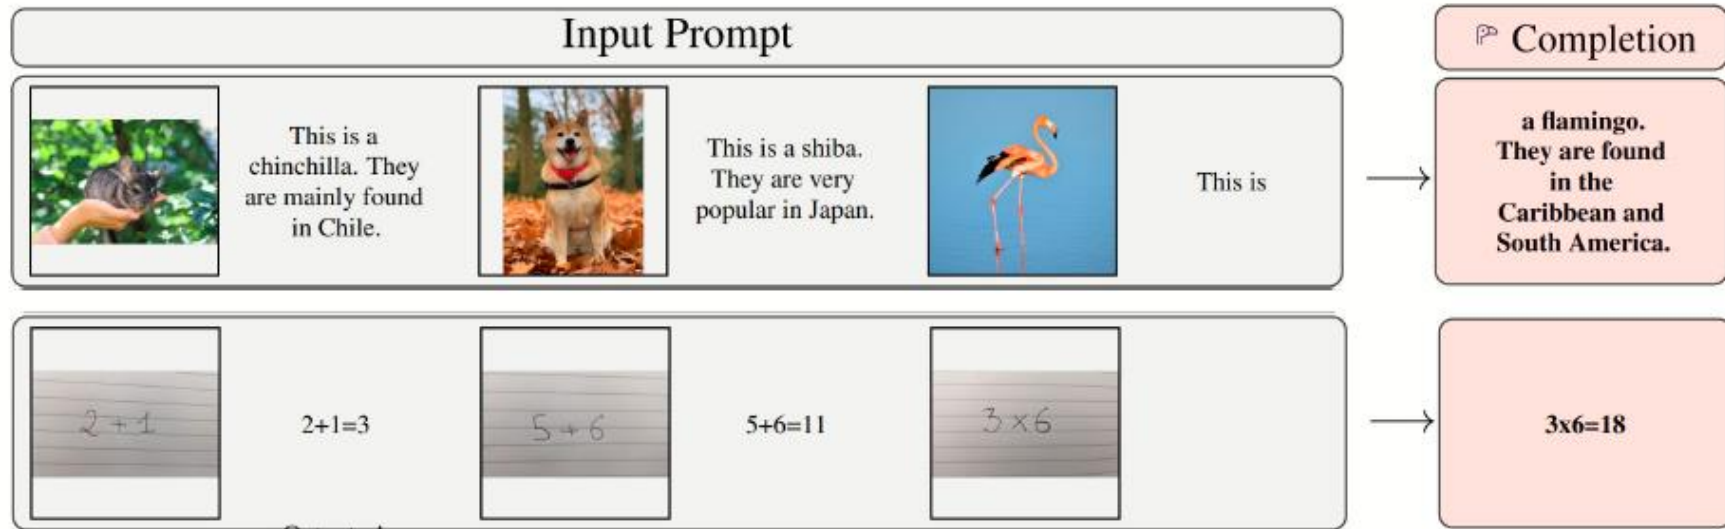 Input Prompt
Completion
This is a
chinchilla. They
are mainly found
in Chile.
This is a shiba.
They are very
popular in Japan.
This is
a flamingo.
They are found
in the
Caribbean and
South America.
2+1
2+1=3
5+6
5+6=11
3×6
3x6=18